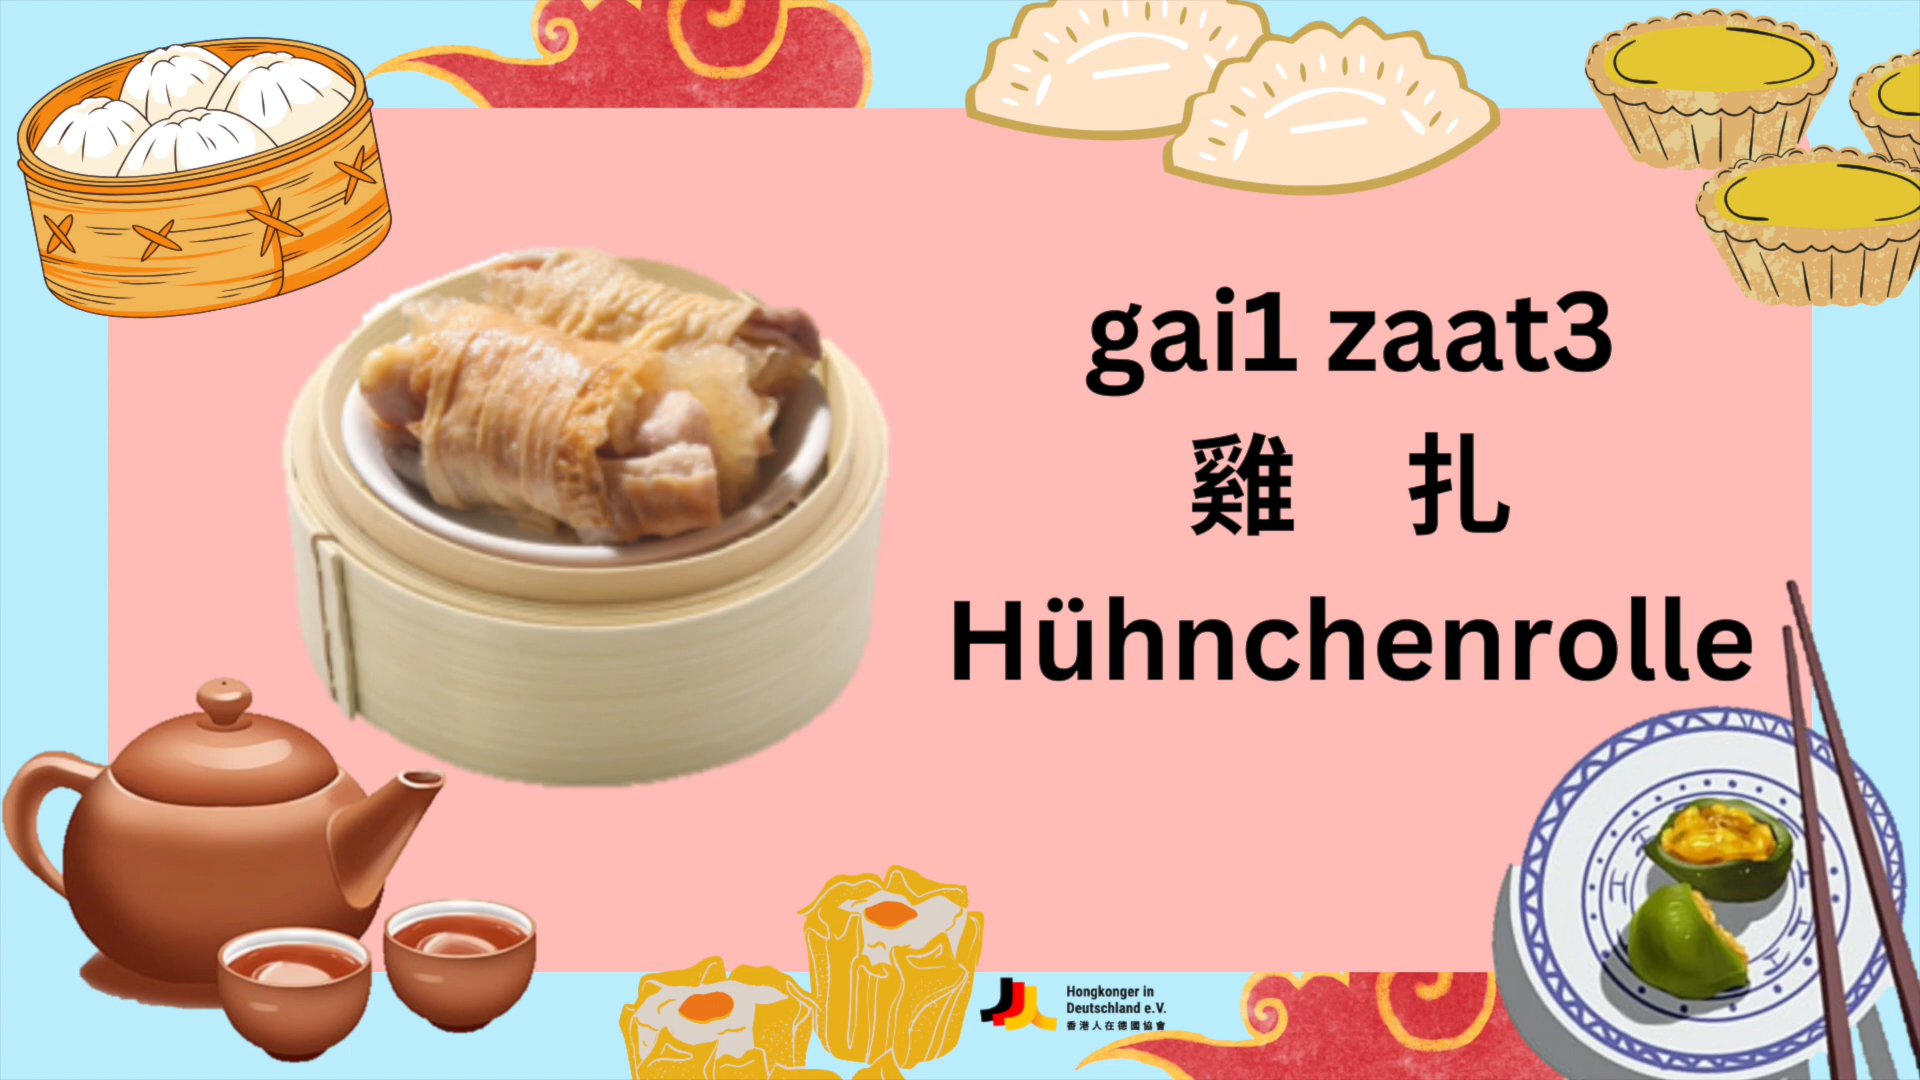 gai1 zaat3
雞 扎
Hühnchenrolle
Hongkonger in
Deutschland e.V.
香港人在德國協會